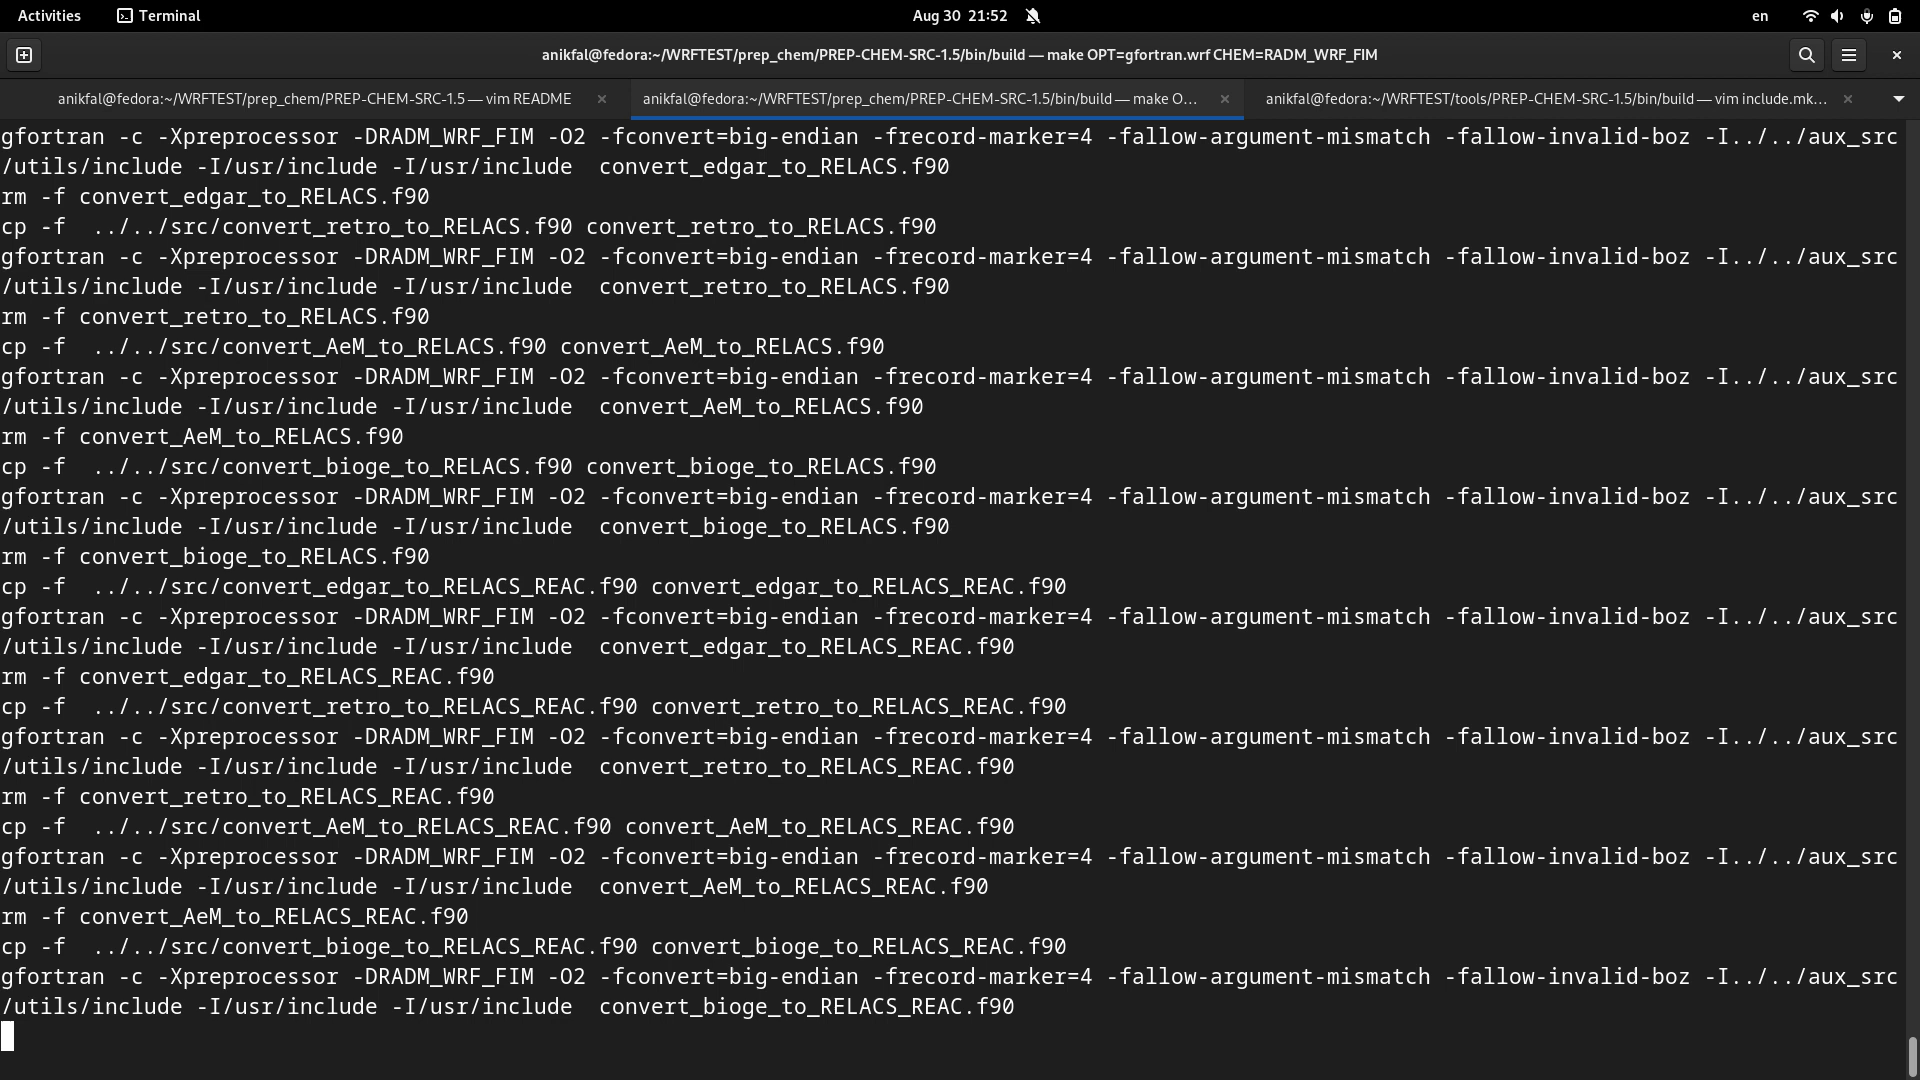 Activities Terminal Aug 30 21:52 en
anikfal@fedora:~/WRFTEST/prep_chem/PREP-CHEM-SRC-1.5/bin/build — make OPT=gfortran.wrf CHEM=RADM_WRF_FIM
anikfal@fedora:~/WRFTEST/prep_chem/PREP-CHEM-SRC-1.5 — vim README
anikfal@fedora:~/WRFTEST/prep_chem/PREP-CHEM-SRC-1.5/bin/build — make O…
anikfal@fedora:~/WRFTEST/tools/PREP-CHEM-SRC-1.5/bin/build — vim include.mk…
gfortran -c -Xpreprocessor -DRADM_WRF_FIM -O2 -fconvert=big-endian -frecord-marker=4 -fallow-argument-mismatch -fallow-invalid-boz -I../../aux_src
/utils/include -I/usr/include -I/usr/include  convert_edgar_to_RELACS.f90
rm -f convert_edgar_to_RELACS.f90
cp -f  ../../src/convert_retro_to_RELACS.f90 convert_retro_to_RELACS.f90
gfortran -c -Xpreprocessor -DRADM_WRF_FIM -O2 -fconvert=big-endian -frecord-marker=4 -fallow-argument-mismatch -fallow-invalid-boz -I../../aux_src
/utils/include -I/usr/include -I/usr/include  convert_retro_to_RELACS.f90
rm -f convert_retro_to_RELACS.f90
cp -f  ../../src/convert_AeM_to_RELACS.f90 convert_AeM_to_RELACS.f90
gfortran -c -Xpreprocessor -DRADM_WRF_FIM -O2 -fconvert=big-endian -frecord-marker=4 -fallow-argument-mismatch -fallow-invalid-boz -I../../aux_src
/utils/include -I/usr/include -I/usr/include  convert_AeM_to_RELACS.f90
rm -f convert_AeM_to_RELACS.f90
cp -f  ../../src/convert_bioge_to_RELACS.f90 convert_bioge_to_RELACS.f90
gfortran -c -Xpreprocessor -DRADM_WRF_FIM -O2 -fconvert=big-endian -frecord-marker=4 -fallow-argument-mismatch -fallow-invalid-boz -I../../aux_src
/utils/include -I/usr/include -I/usr/include  convert_bioge_to_RELACS.f90
rm -f convert_bioge_to_RELACS.f90
cp -f  ../../src/convert_edgar_to_RELACS_REAC.f90 convert_edgar_to_RELACS_REAC.f90
gfortran -c -Xpreprocessor -DRADM_WRF_FIM -O2 -fconvert=big-endian -frecord-marker=4 -fallow-argument-mismatch -fallow-invalid-boz -I../../aux_src
/utils/include -I/usr/include -I/usr/include  convert_edgar_to_RELACS_REAC.f90
rm -f convert_edgar_to_RELACS_REAC.f90
cp -f  ../../src/convert_retro_to_RELACS_REAC.f90 convert_retro_to_RELACS_REAC.f90
gfortran -c -Xpreprocessor -DRADM_WRF_FIM -O2 -fconvert=big-endian -frecord-marker=4 -fallow-argument-mismatch -fallow-invalid-boz -I../../aux_src
/utils/include -I/usr/include -I/usr/include  convert_retro_to_RELACS_REAC.f90
rm -f convert_retro_to_RELACS_REAC.f90
cp -f  ../../src/convert_AeM_to_RELACS_REAC.f90 convert_AeM_to_RELACS_REAC.f90
gfortran -c -Xpreprocessor -DRADM_WRF_FIM -O2 -fconvert=big-endian -frecord-marker=4 -fallow-argument-mismatch -fallow-invalid-boz -I../../aux_src
/utils/include -I/usr/include -I/usr/include  convert_AeM_to_RELACS_REAC.f90
rm -f convert_AeM_to_RELACS_REAC.f90
cp -f  ../../src/convert_bioge_to_RELACS_REAC.f90 convert_bioge_to_RELACS_REAC.f90
gfortran -c -Xpreprocessor -DRADM_WRF_FIM -O2 -fconvert=big-endian -frecord-marker=4 -fallow-argument-mismatch -fallow-invalid-boz -I../../aux_src
/utils/include -I/usr/include -I/usr/include  convert_bioge_to_RELACS_REAC.f90